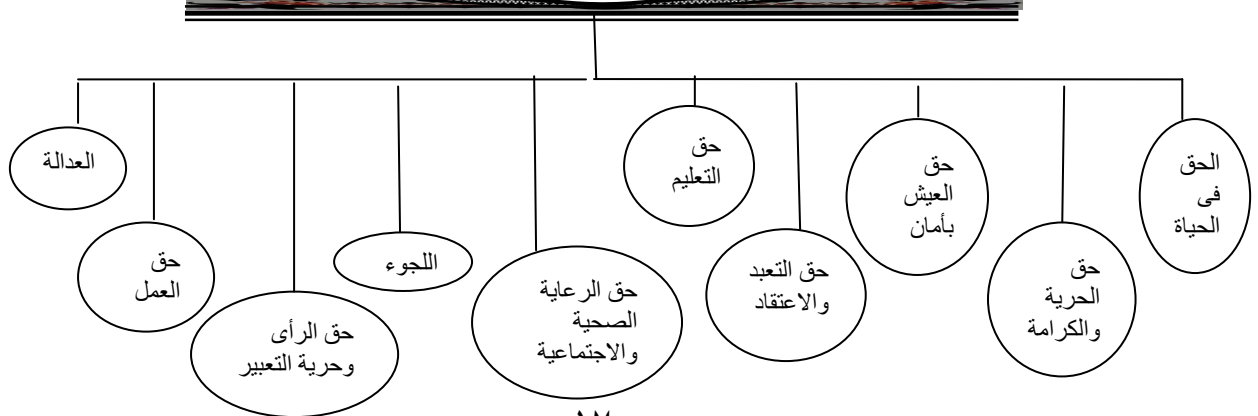 الحق
فى
الحياة
حق
الحرية
والكرامة
حق
العيش
بأمان
حق التعبد
والاعتقاد
حق
التعليم
حق الرعاية
الصحية
والاجتماعية
اللجوء
حق الرأى
وحرية التعبير
حق
العمل
العدالة
١٧